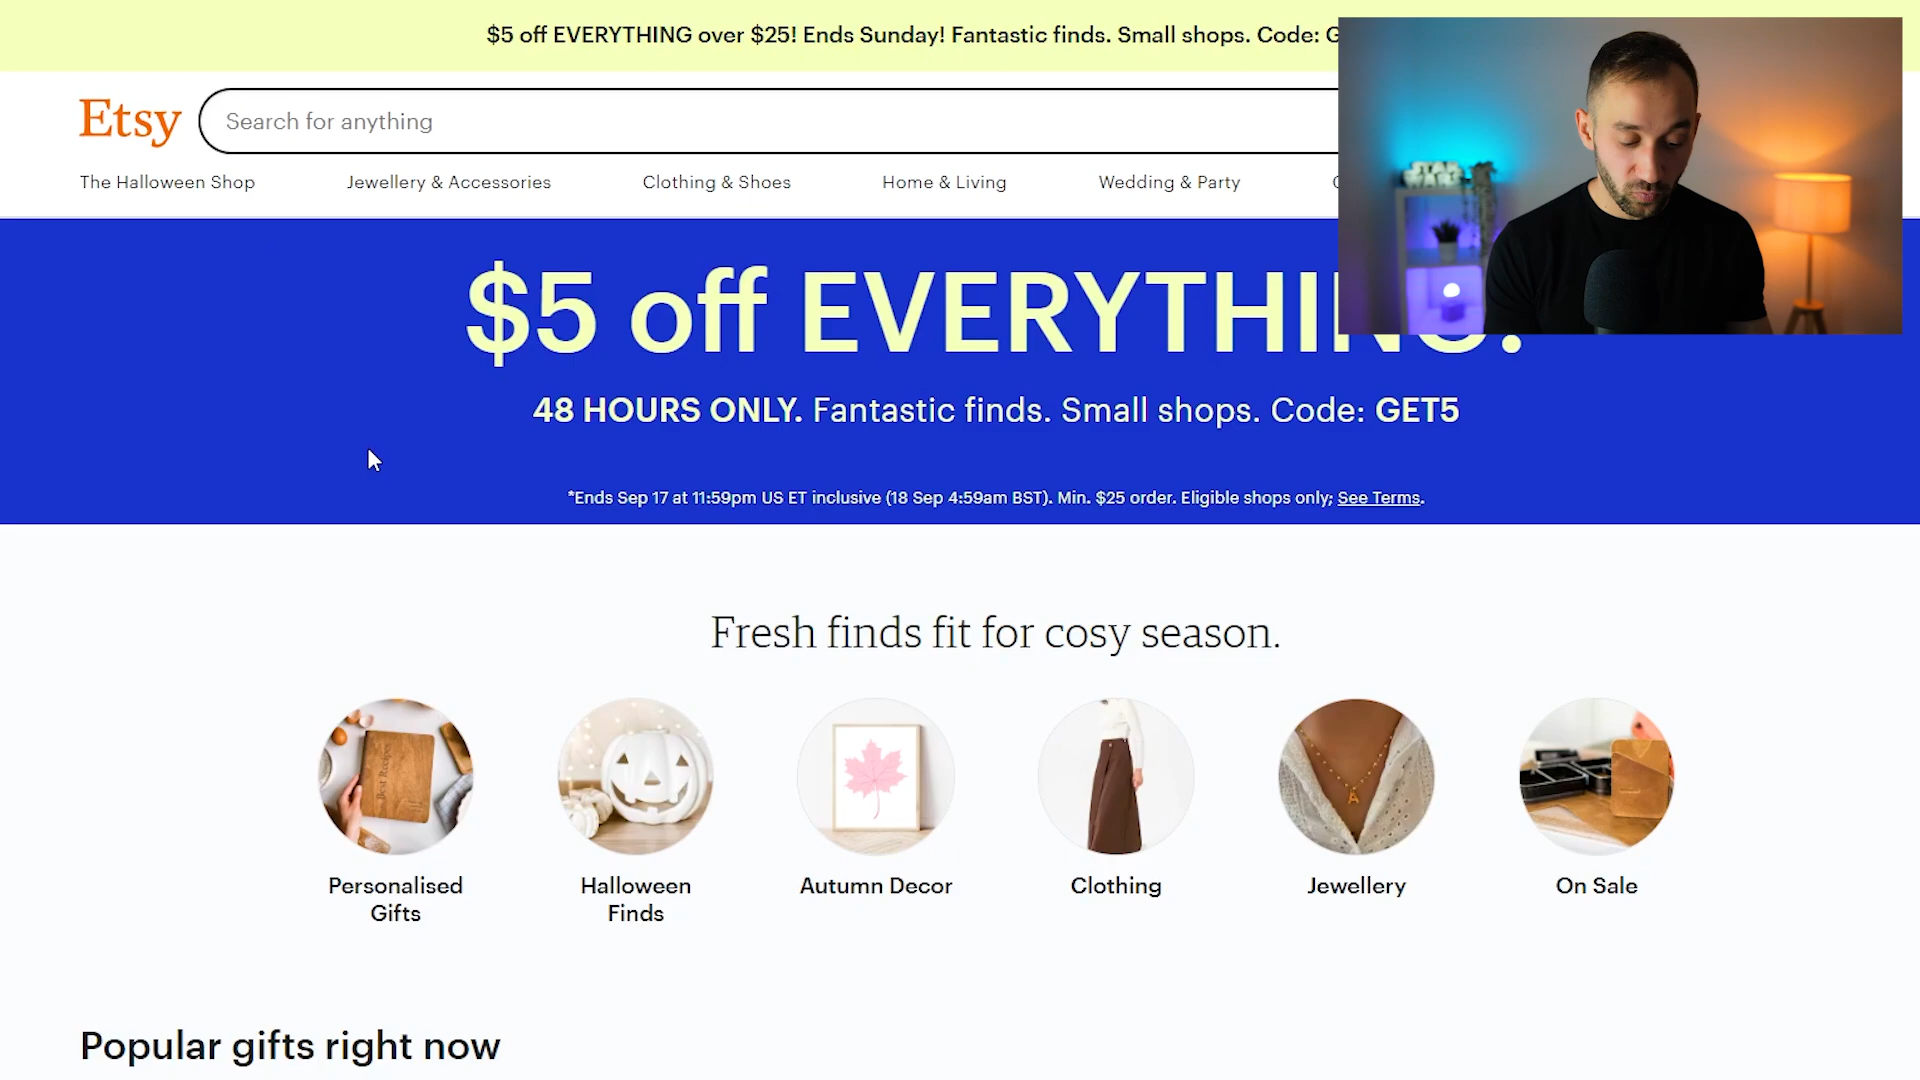 $5 off EVERYTHING over $25! Ends Sunday! Fantastic finds. Small shops. Code:
Etsy
Search for anything
The Halloween Shop
Jewellery & Accessories
Clothing & Shoes
Home & Living
Wedding & Party
$5 off EVERYTHING!
48 HOURS ONLY. Fantastic finds. Small shops. Code: GET5
*Ends Sep 17 at 11:59pm US ET inclusive (18 Sep 4:59am BST). Min. $25 order. Eligible shops only; See Terms.
Fresh finds fit for cosy season.
Best Recipes
Personalised
Gifts
Halloween
Finds
Autumn Decor
Clothing
A
Jewellery
On Sale
Popular gifts right now